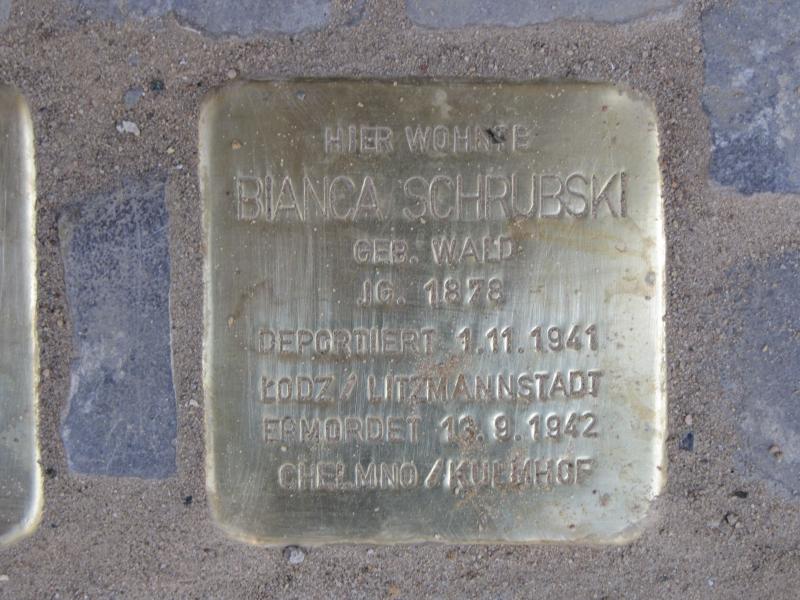 HIER WOHNTE
BIANCA SCHRUBSKI
GEB. WALD
JG. 1878
DEPORTIERT 1.11.1941
ŁODZ / LITZMANNSTADT
ERMORDET 13.9.1942
CHELMNO / KULMHOF